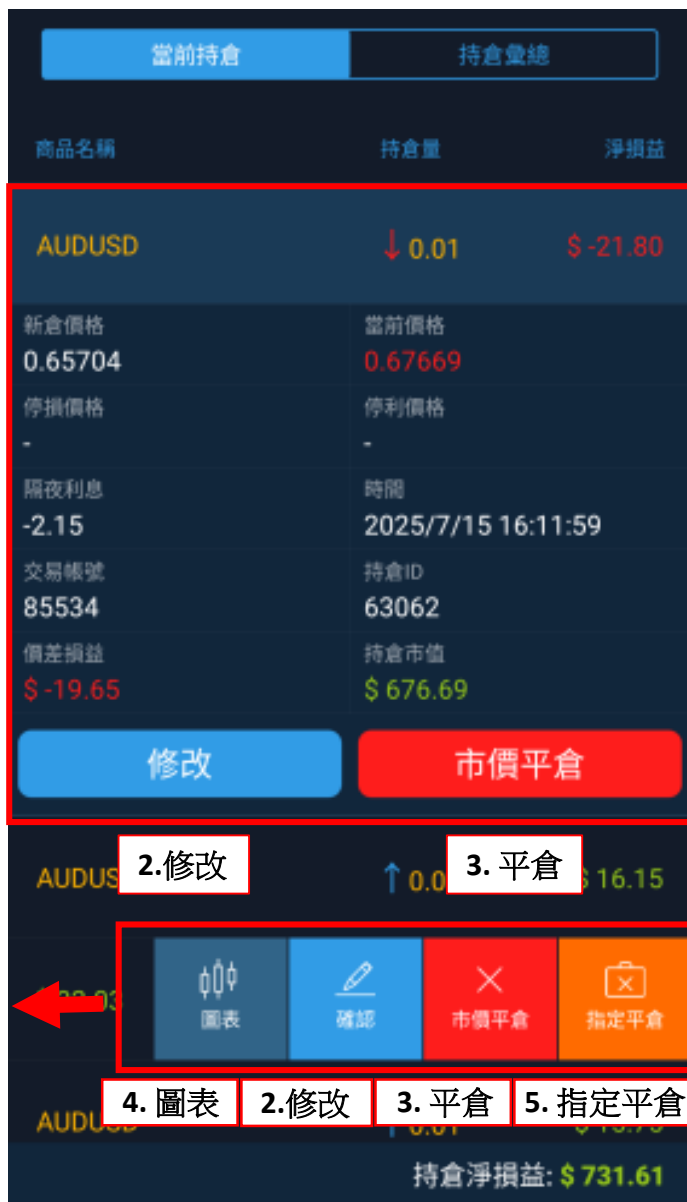 當前持倉 持倉彙總
商品名稱 持倉量 淨損益
AUDUSD ↓ 0.01 $ -21.80
新倉價格 當前價格
0.65704 0.67669
停損價格 停利價格
- -
隔夜利息 時間
-2.15 2025/7/15 16:11:59
交易帳號 持倉ID
85534 63062
價差損益 持倉市值
$ -19.65 $ 676.69
修改 市價平倉
2.修改 3. 平倉
AUDUS ↑ 0.0 $ 16.15
圖表 確認 市價平倉 指定平倉
4. 圖表 2.修改 3. 平倉 5. 指定平倉
持倉淨損益: $ 731.61